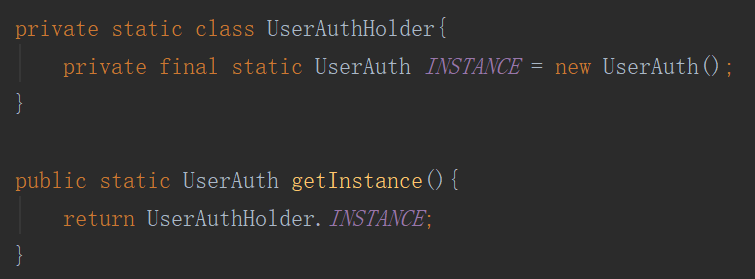 private static class UserAuthHolder{
    private final static UserAuth INSTANCE = new UserAuth();
}
public static UserAuth getInstance(){
    return UserAuthHolder.INSTANCE;
}